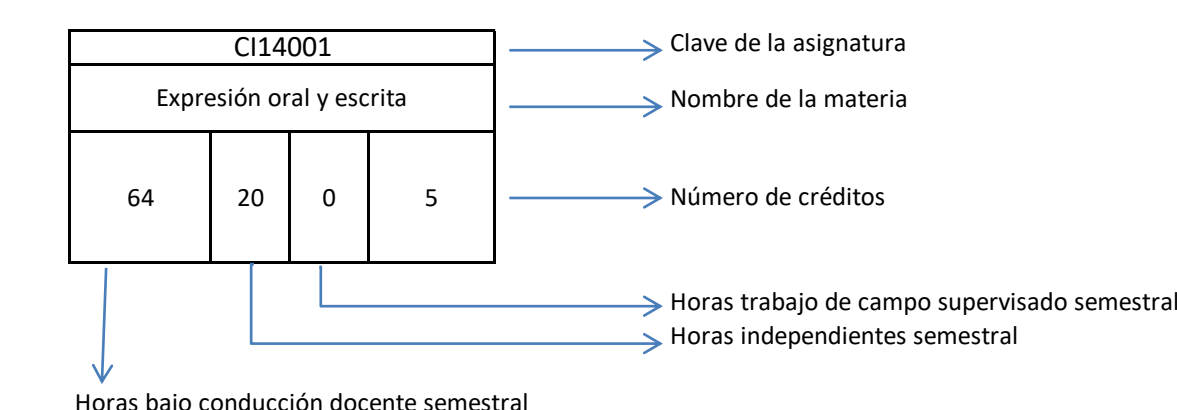 CI14001
Clave de la asignatura
Expresión oral y escrita
Nombre de la materia
64 20 0 5
Número de créditos
Horas trabajo de campo supervisado semestral
Horas independientes semestral
Horas bajo conducción docente semestral